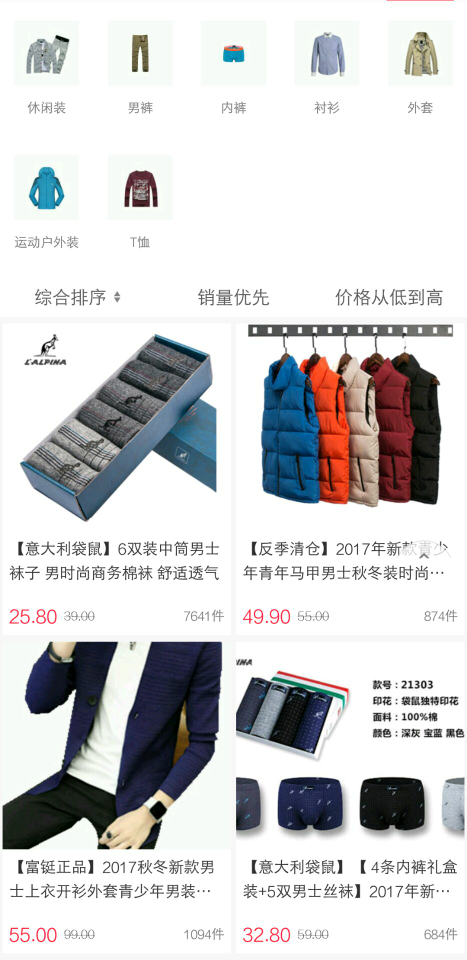 休闲装
男裤
内裤
衬衫
外套
运动户外装
T恤
综合排序
销量优先
价格从低到高
L'ALPINA
【意大利袋鼠】6双装中筒男士
袜子 男时尚商务棉袜 舒适透气
25.80 39.00 7641件
【反季清仓】2017年新款青少
年青年马甲男士秋冬装时尚…
49.90 55.00 874件
【富铤正品】2017秋冬新款男
士上衣开衫外套青少年男装…
55.00 99.00 1094件
INA
款号：21303
印花：袋鼠独特印花
面料：100%棉
颜色：深灰 宝蓝 黑色
【意大利袋鼠】【 4条内裤礼盒
装+5双男士丝袜】2017年新…
32.80 59.00 684件